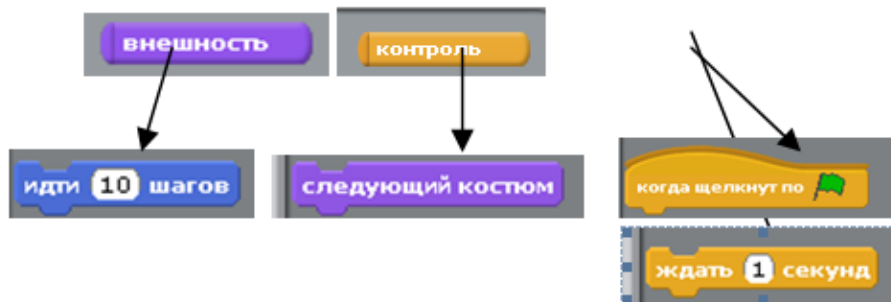 внешность
контроль
идти 10 шагов
следующий костюм
когда щелкнут по
ждать 1 секунд